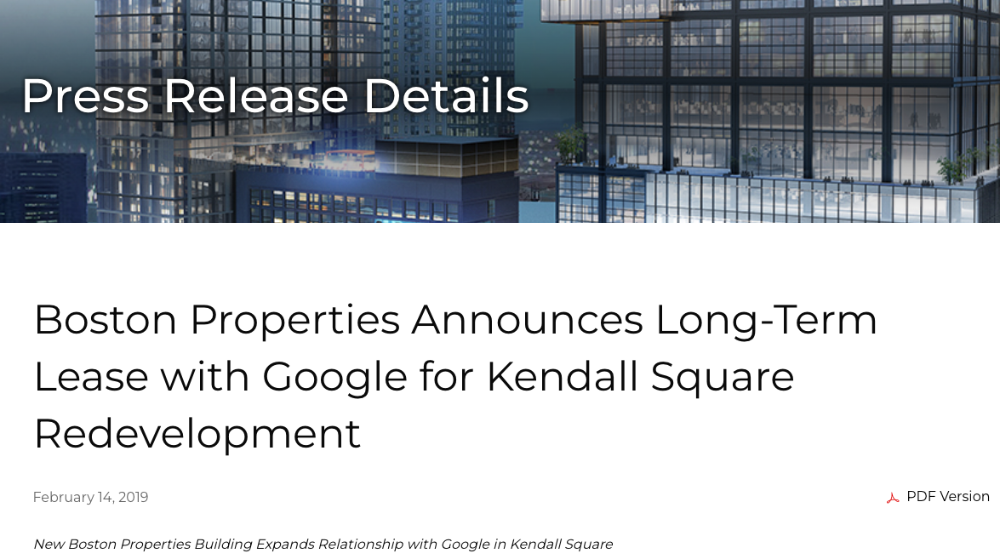 Press Release Details
Boston Properties Announces Long-Term
Lease with Google for Kendall Square
Redevelopment
February 14, 2019
PDF Version
New Boston Properties Building Expands Relationship with Google in Kendall Square